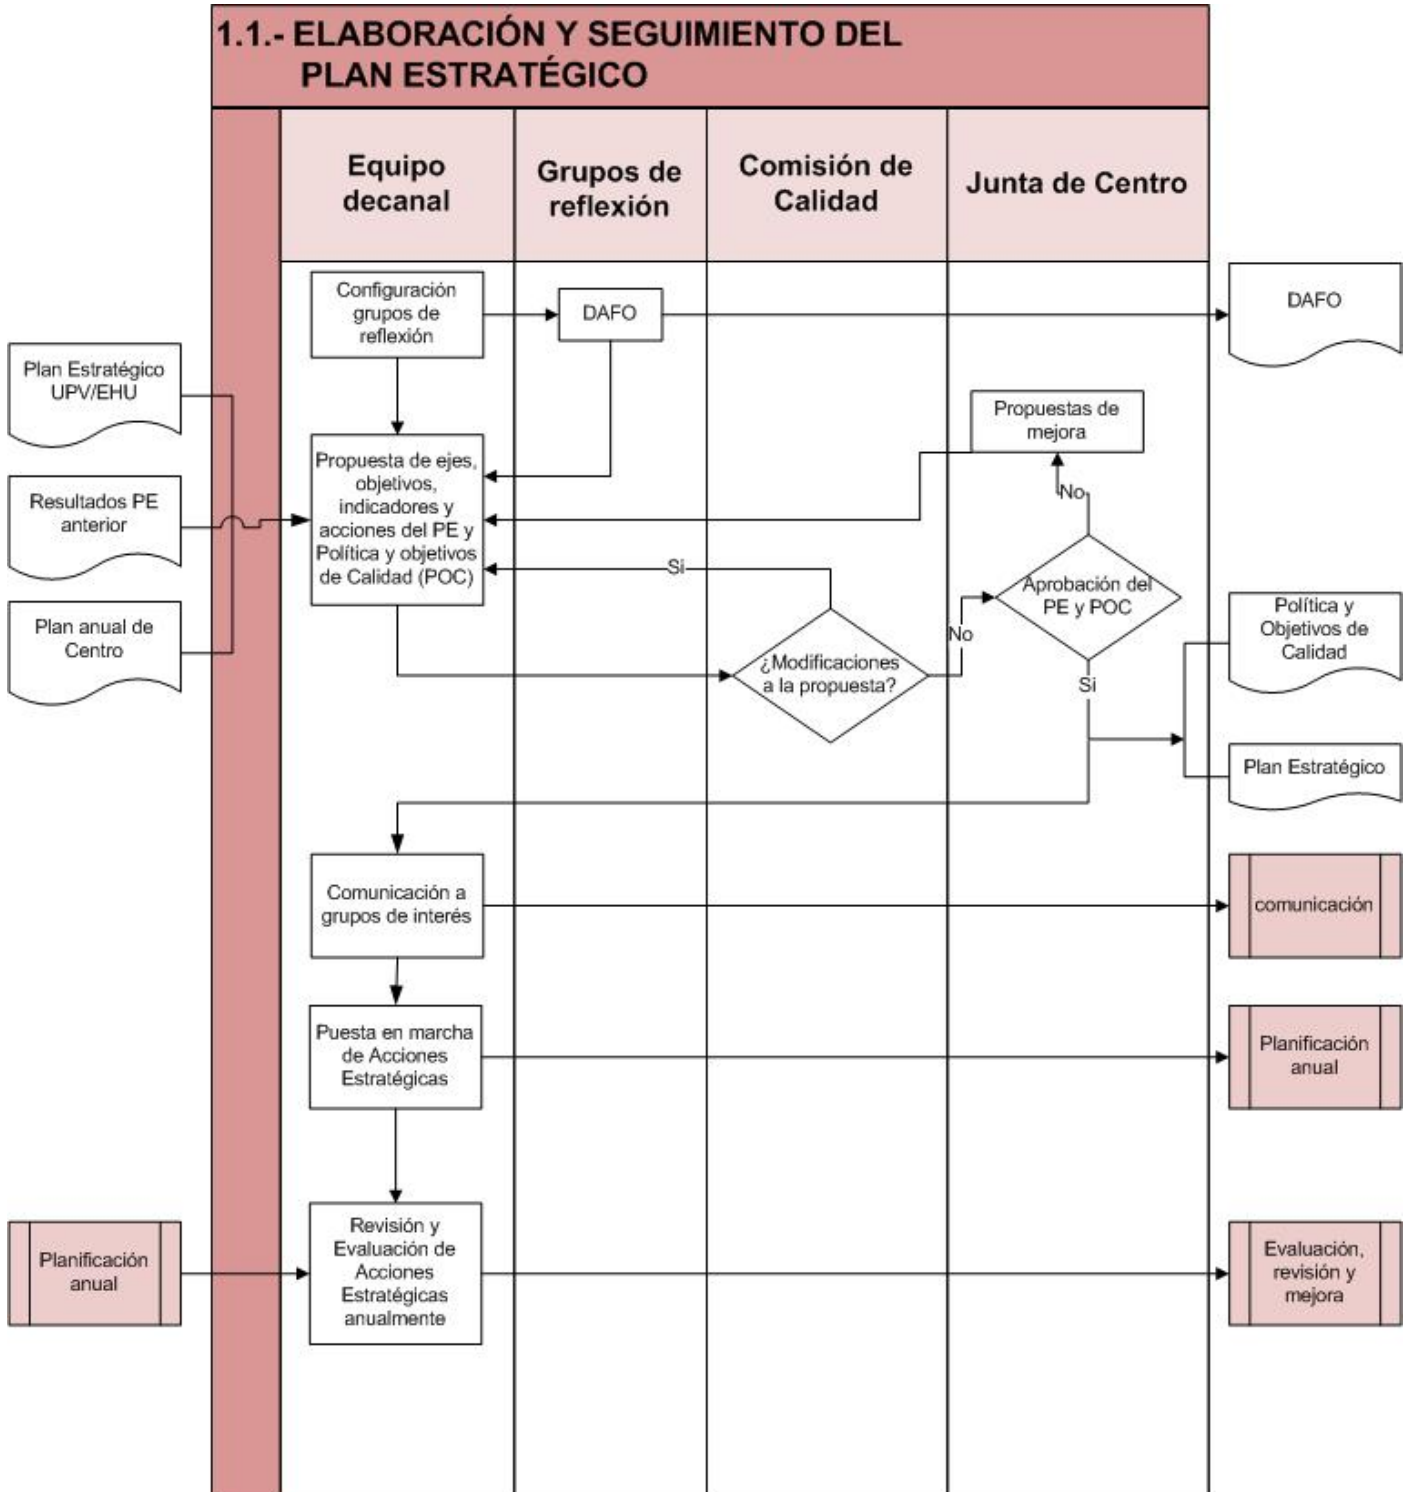 1.1.- ELABORACIÓN Y SEGUIMIENTO DEL
PLAN ESTRATÉGICO
Equipo
decanal
Grupos de
reflexión
Comisión de
Calidad
Junta de Centro
Configuración
grupos de
reflexión
DAFO
DAFO
Plan Estratégico
UPV/EHU
Propuestas de
mejora
Propuesta de ejes,
objetivos,
indicadores y
acciones del PE y
Política y objetivos
de Calidad (POC)
Resultados PE
anterior
No
Si
Aprobación del
PE y POC
Plan anual de
Centro
No
¿Modificaciones
a la propuesta?
Si
Política y
Objetivos de
Calidad
Plan Estratégico
Comunicación a
grupos de interés
comunicación
Puesta en marcha
de Acciones
Estratégicas
Planificación
anual
Planificación
anual
Revisión y
Evaluación de
Acciones
Estratégicas
anualmente
Evaluación,
revisión y
mejora